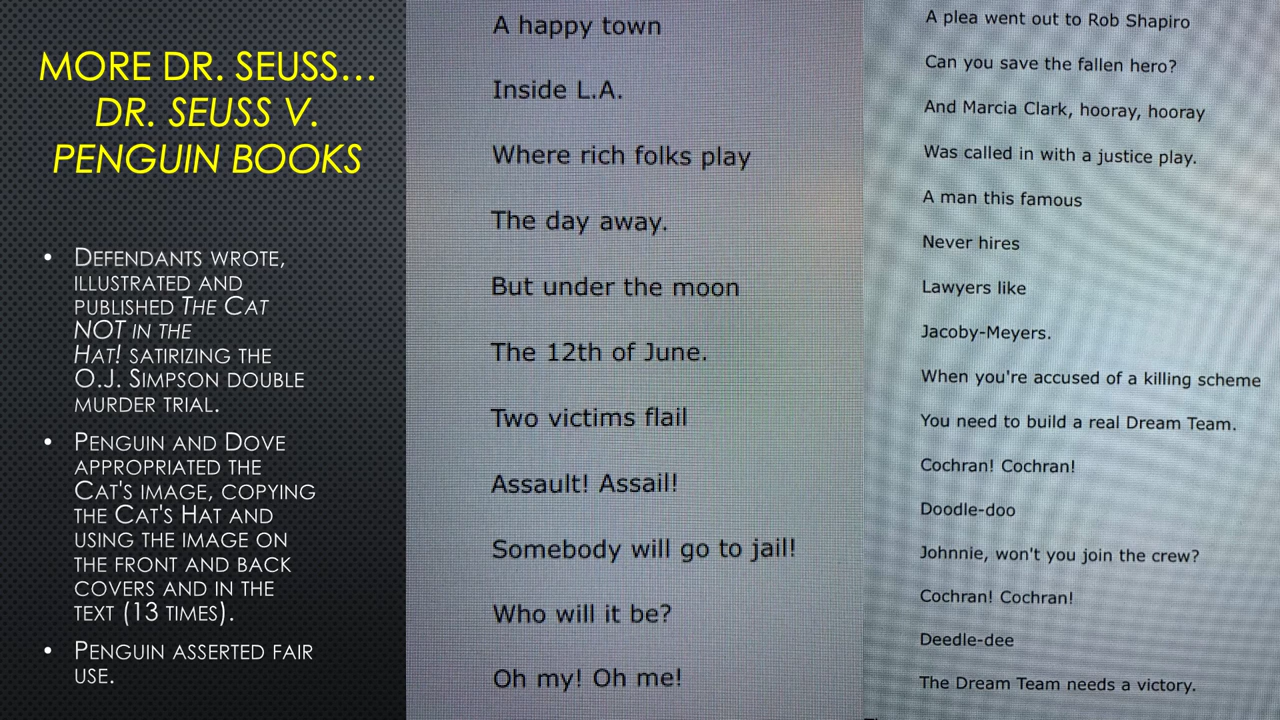 MORE DR. SEUSS…
DR. SEUSS V.
PENGUIN BOOKS
• DEFENDANTS WROTE,
ILLUSTRATED AND
PUBLISHED THE CAT
NOT IN THE
HAT! SATIRIZING THE
O.J. SIMPSON DOUBLE
MURDER TRIAL.
• PENGUIN AND DOVE
APPROPRIATED THE
CAT'S IMAGE, COPYING
THE CAT'S HAT AND
USING THE IMAGE ON
THE FRONT AND BACK
COVERS AND IN THE
TEXT (13 TIMES).
• PENGUIN ASSERTED FAIR
USE.
A happy town
Inside L.A.
Where rich folks play
The day away.
But under the moon
The 12th of June.
Two victims flail
Assault! Assail!
Somebody will go to jail!
Who will it be?
Oh my! Oh me!
A plea went out to Rob Shapiro
Can you save the fallen hero?
And Marcia Clark, hooray, hooray
Was called in with a justice play.
A man this famous
Never hires
Lawyers like
Jacoby-Meyers.
When you're accused of a killing scheme
You need to build a real Dream Team.
Cochran! Cochran!
Doodle-doo
Johnnie, won't you join the crew?
Cochran! Cochran!
Deedle-dee
The Dream Team needs a victory.